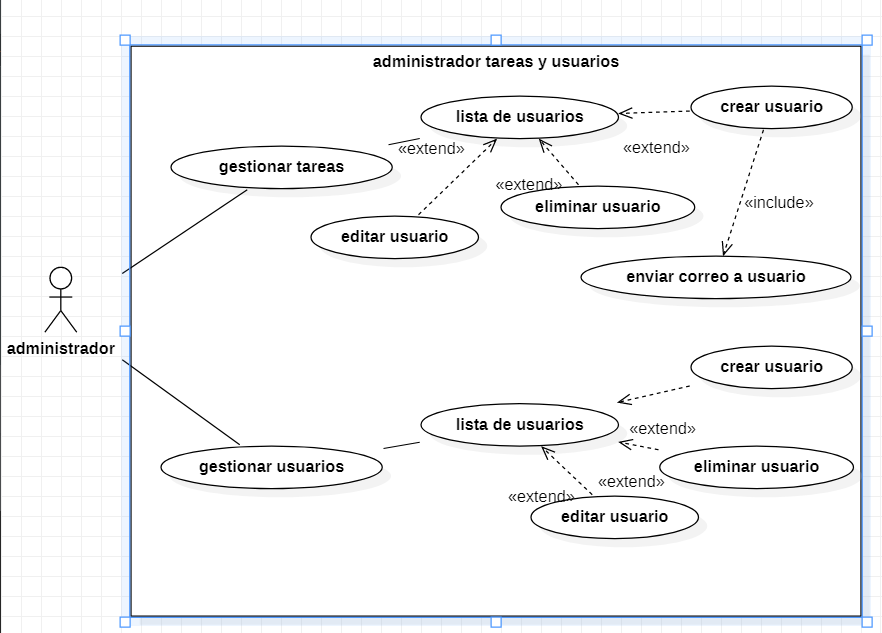 administrador tareas y usuarios
lista de usuarios
crear usuario
«extend»
«extend»
gestionar tareas
«extend»
eliminar usuario
«include»
editar usuario
enviar correo a usuario
administrador
crear usuario
lista de usuarios
«extend»
gestionar usuarios
eliminar usuario
«extend»
«extend»
editar usuario